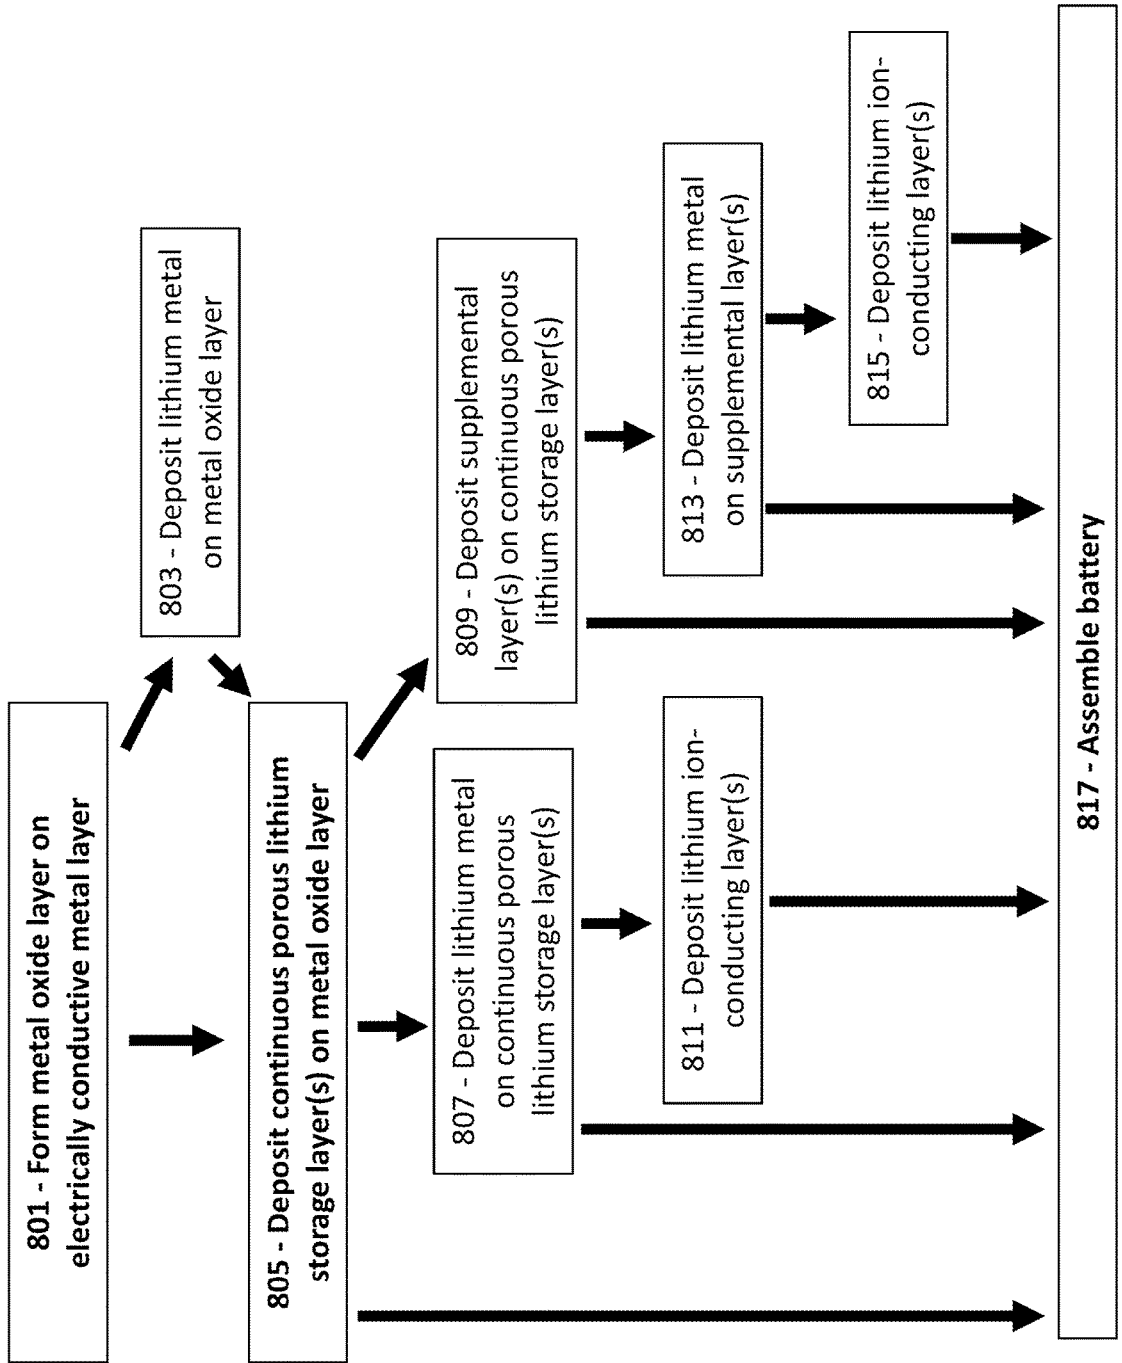 801 - Form metal oxide layer on
electrically conductive metal layer
803 - Deposit lithium metal
on metal oxide layer
805 - Deposit continuous porous lithium
storage layer(s) on metal oxide layer
807 - Deposit lithium metal
on continuous porous
lithium storage layer(s)
809 - Deposit supplemental
layer(s) on continuous porous
lithium storage layer(s)
811 - Deposit lithium ion-
conducting layer(s)
813 - Deposit lithium metal
on supplemental layer(s)
815 - Deposit lithium ion-
conducting layer(s)
817 - Assemble battery